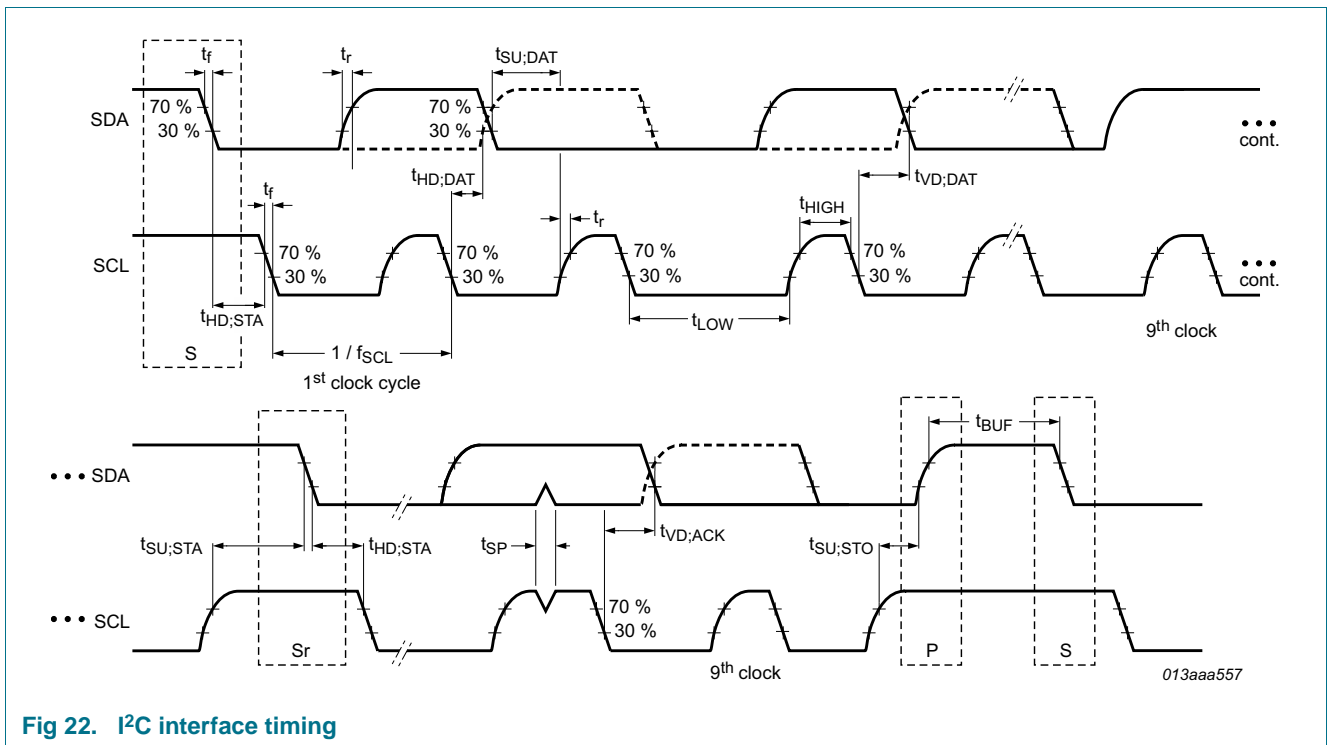 tf
tr
tSU;DAT
SDA
70 %
30 %
70 %
30 %
• • •
cont.
tHD;DAT
tVD;DAT
tf
tr
tHIGH
SCL
70 %
30 %
70 %
30 %
70 %
30 %
• • •
cont.
tHD;STA
tLOW
9th clock
S
1 / fSCL
1st clock cycle
tBUF
• • • SDA
tSU;STA
tHD;STA
tSP
tVD;ACK
tSU;STO
• • • SCL
70 %
30 %
Sr
9th clock
P
S
013aaa557
Fig 22. I2C interface timing